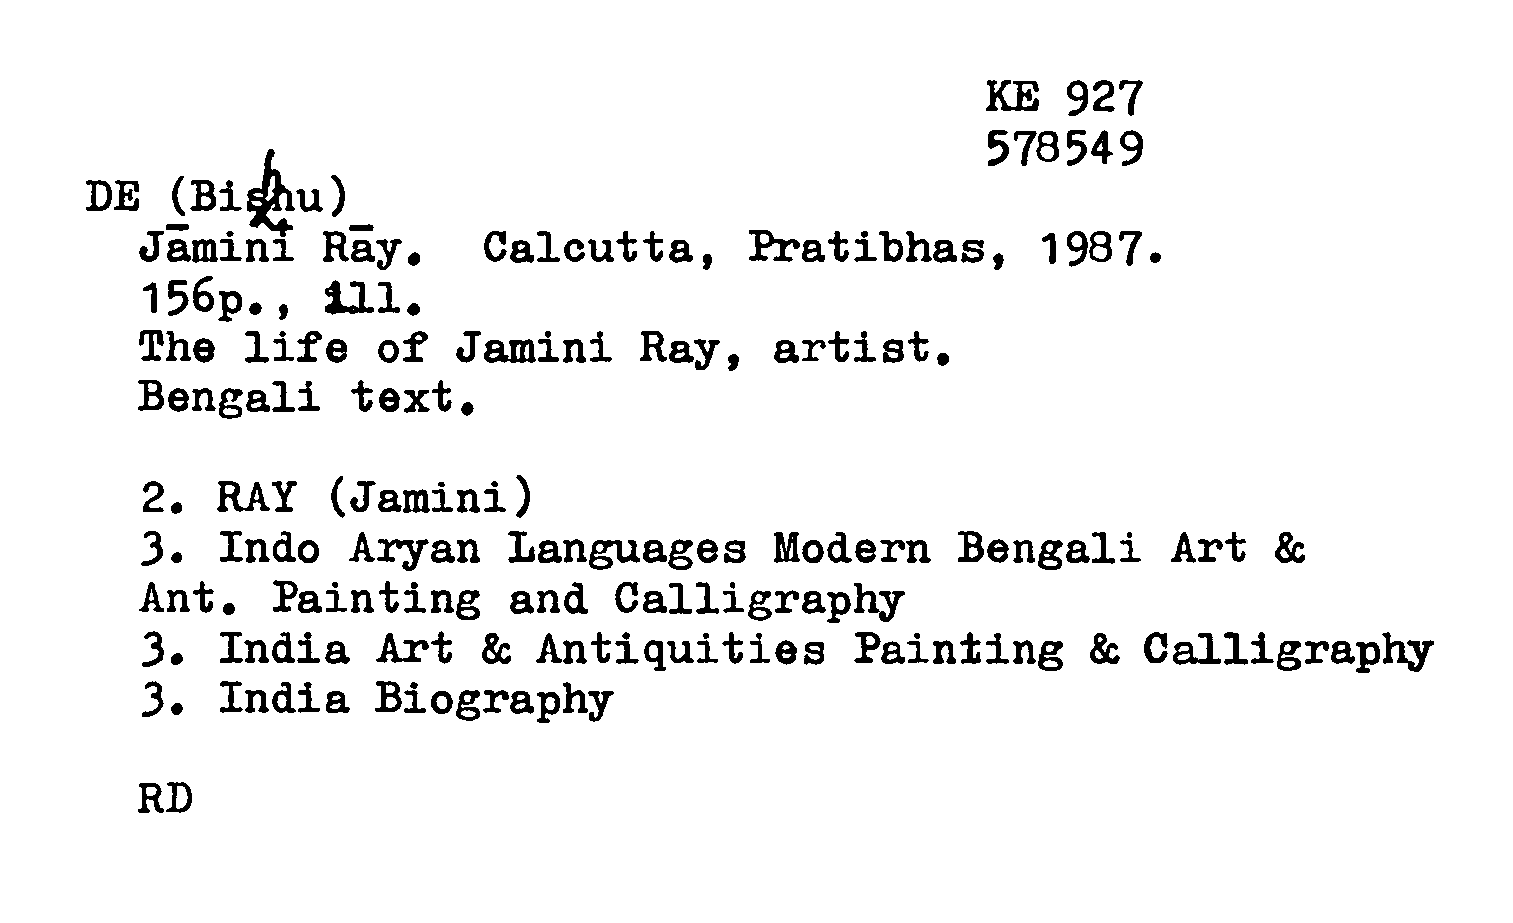 KE 927
578549
DE (Bishnu)
Jāminī Rāy. Calcutta, Pratibhas, 1987.
156p., ill.
The life of Jamini Ray, artist.
Bengali text.
2. RAY (Jamini)
3. Indo Aryan Languages Modern Bengali Art &
Ant. Painting and Calligraphy
3. India Art & Antiquities Painting & Calligraphy
3. India Biography
RD